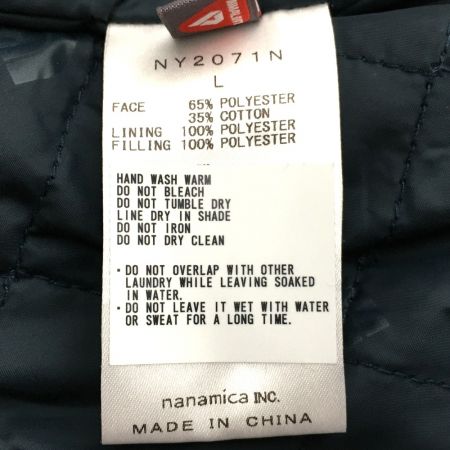 NY2071N
L
FACE 65% POLYESTER
35% COTTON
LINING 100% POLYESTER
FILLING 100% POLYESTER
HAND WASH WARM
DO NOT BLEACH
DO NOT TUMBLE DRY
LINE DRY IN SHADE
DO NOT IRON
DO NOT DRY CLEAN
・DO NOT OVERLAP WITH OTHER
LAUNDRY WHILE LEAVING SOAKED
IN WATER.
・DO NOT LEAVE IT WET WITH WATER
OR SWEAT FOR A LONG TIME.
nanamica INC.
MADE IN CHINA